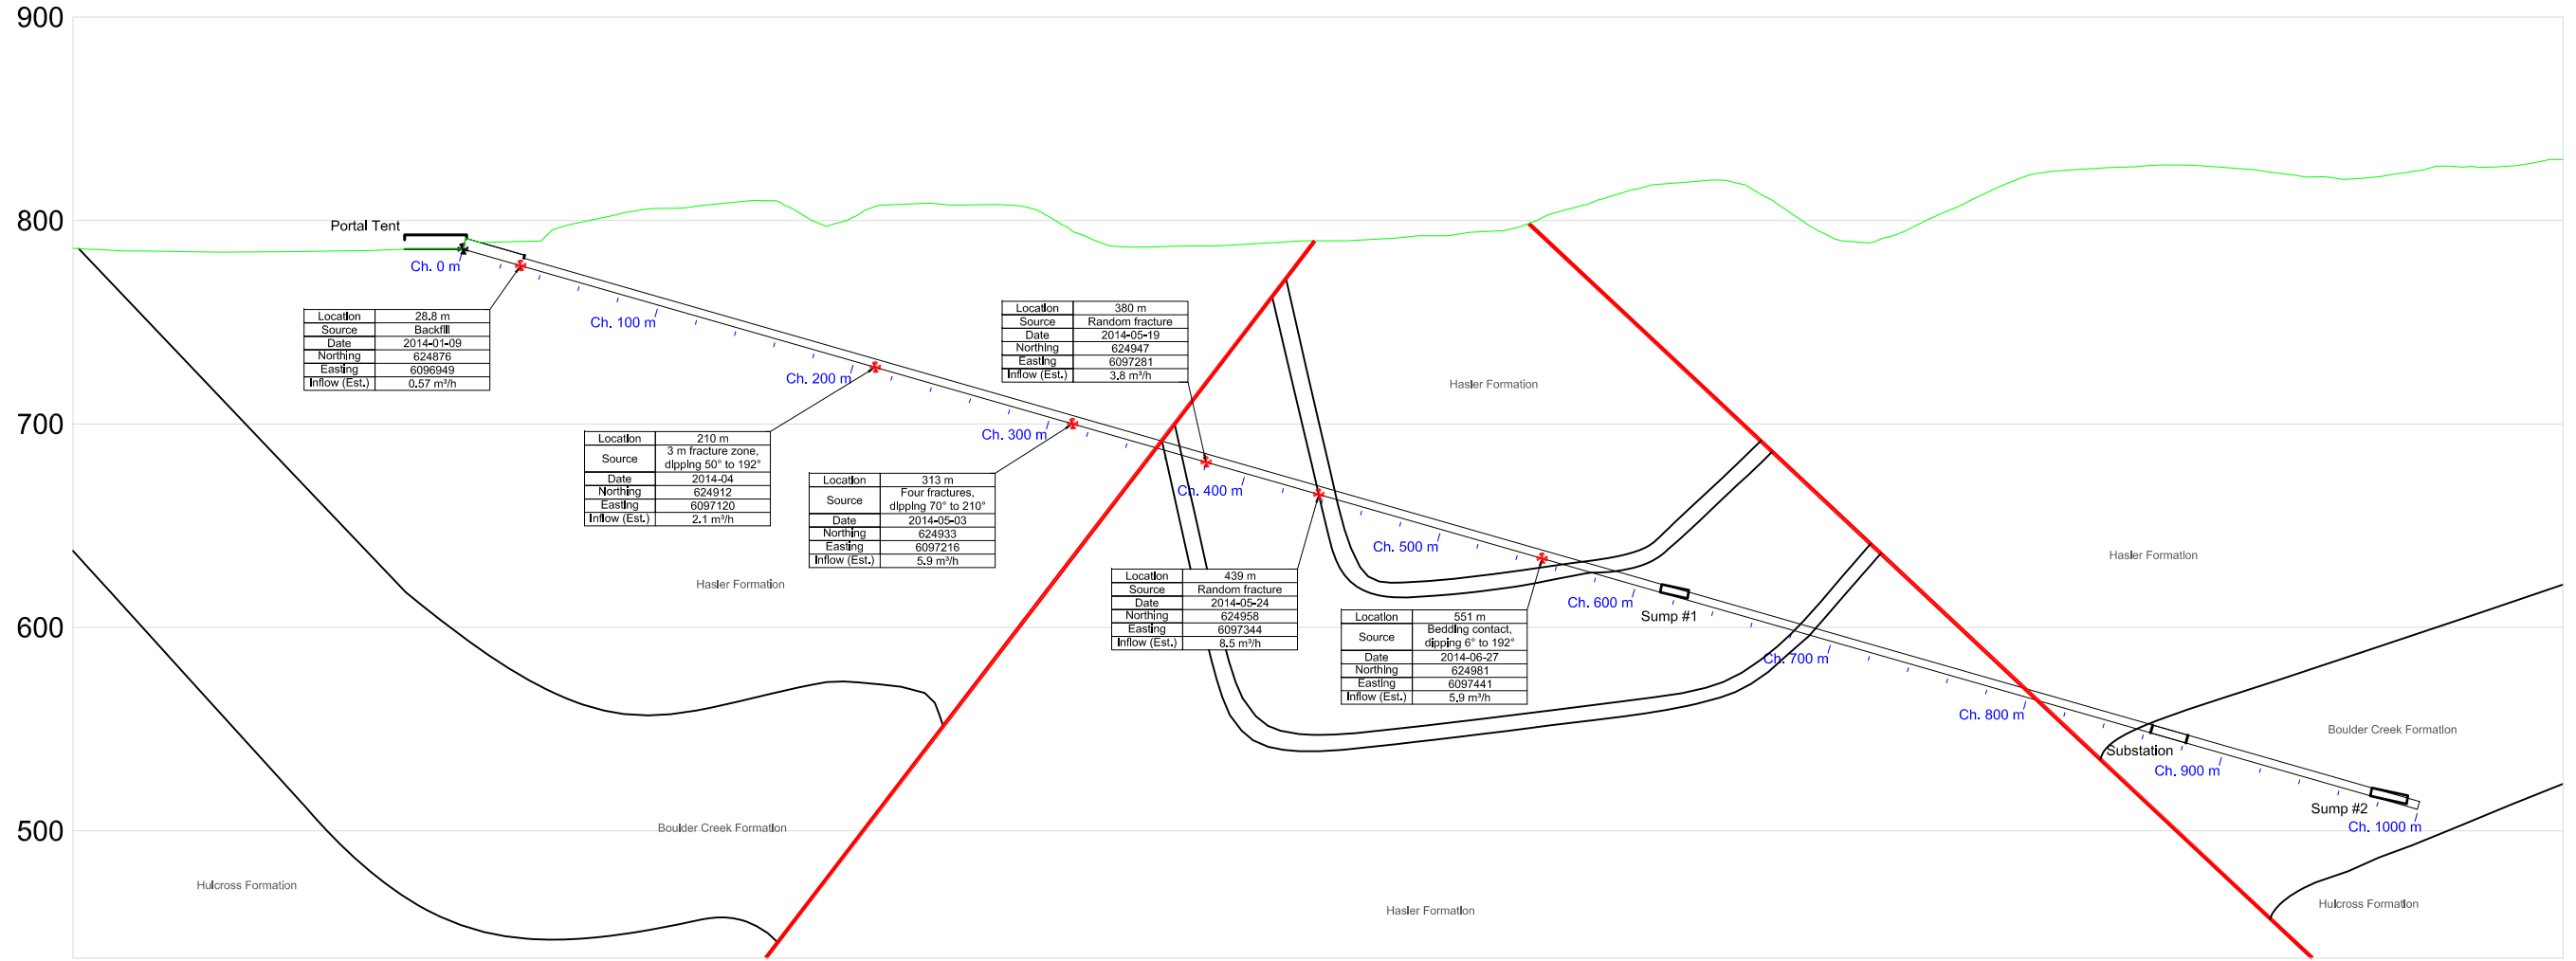 900
800
700
600
500
Portal Tent
Ch. 0 m
Ch. 100 m
Ch. 200 m
Ch. 300 m
Ch. 400 m
Ch. 500 m
Ch. 600 m
Ch. 700 m
Ch. 800 m
Ch. 900 m
Ch. 1000 m
Location 28.8 m
Source Backfill
Date 2014-01-09
Northing 624876
Easting 6096949
Inflow (Est.) 0.57 m³/h
Location 210 m
Source 3 m fracture zone,
dipping 50° to 192°
Date 2014-04
Northing 624912
Easting 6097120
Inflow (Est.) 2.1 m³/h
Location 313 m
Source Four fractures,
dipping 70° to 210°
Date 2014-05-03
Northing 624933
Easting 6097216
Inflow (Est.) 5.9 m³/h
Location 380 m
Source Random fracture
Date 2014-05-19
Northing 624947
Easting 6097281
Inflow (Est.) 3.8 m³/h
Location 439 m
Source Random fracture
Date 2014-05-24
Northing 624958
Easting 6097344
Inflow (Est.) 8.5 m³/h
Location 551 m
Source Bedding contact,
dipping 6° to 192°
Date 2014-06-27
Northing 624981
Easting 6097441
Inflow (Est.) 5.9 m³/h
Sump #1
Substation
Sump #2
Hasler Formation
Hasler Formation
Hasler Formation
Hasler Formation
Boulder Creek Formation
Boulder Creek Formation
Hulcross Formation
Hulcross Formation